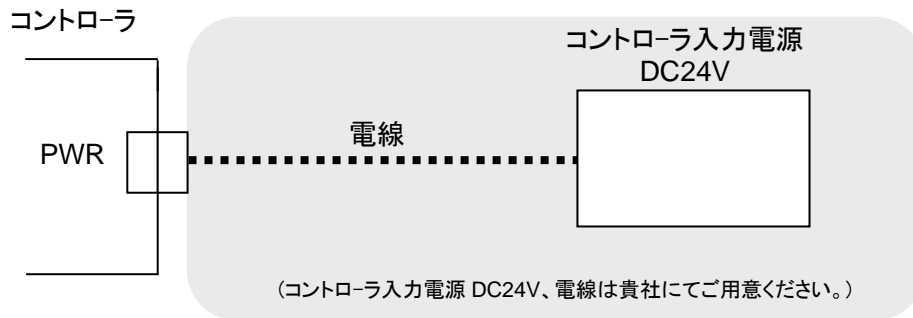 コントロｰラ
コントロｰラ入力電源
DC24V
PWR
電線
(コントロｰラ入力電源 DC24V、電線は貴社にてご用意ください。)